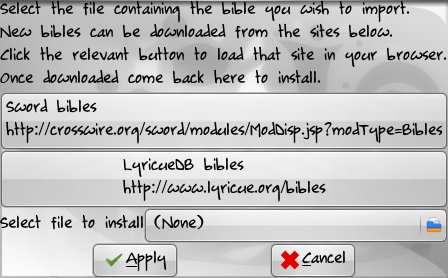 Select the file containing the bible you wish to import.
New bibles can be downloaded from the sites below.
Click the relevant button to load that site in your browser.
Once downloaded come back here to install.
Sword bibles
http://crosswire.org/sword/modules/ModDisp.jsp?modType=Bibles
LyricueDB bibles
http://www.lyricue.org/bibles
Select file to install (None)
Apply Cancel